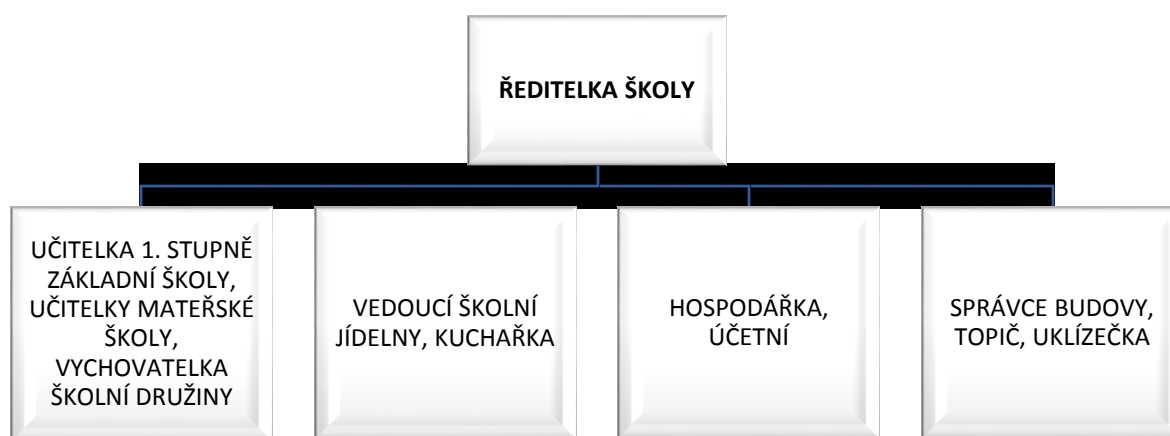 ŘEDITELKA ŠKOLY
UČITELKA 1. STUPNĚ
ZÁKLADNÍ ŠKOLY,
UČITELKY MATEŘSKÉ
ŠKOLY,
VYCHOVATELKA
ŠKOLNÍ DRUŽINY
VEDOUCÍ ŠKOLNÍ
JÍDELNY, KUCHAŘKA
HOSPODÁŘKA,
ÚČETNÍ
SPRÁVCE BUDOVY,
TOPIČ, UKLÍZEČKA